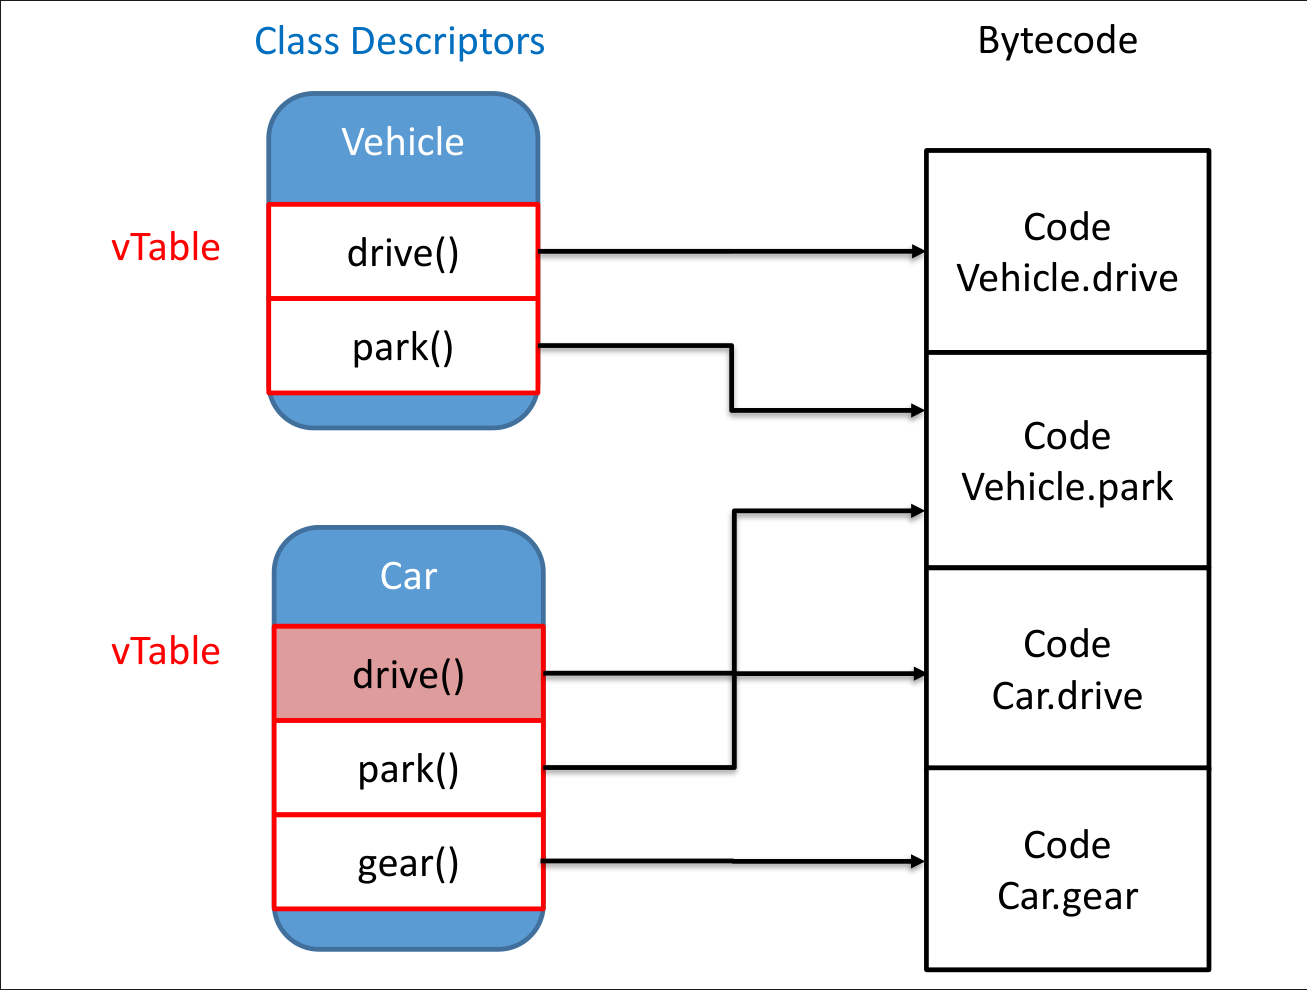 Class Descriptors
Bytecode
Vehicle
vTable
drive()
park()
Car
vTable
drive()
park()
gear()
Code
Vehicle.drive
Code
Vehicle.park
Code
Car.drive
Code
Car.gear